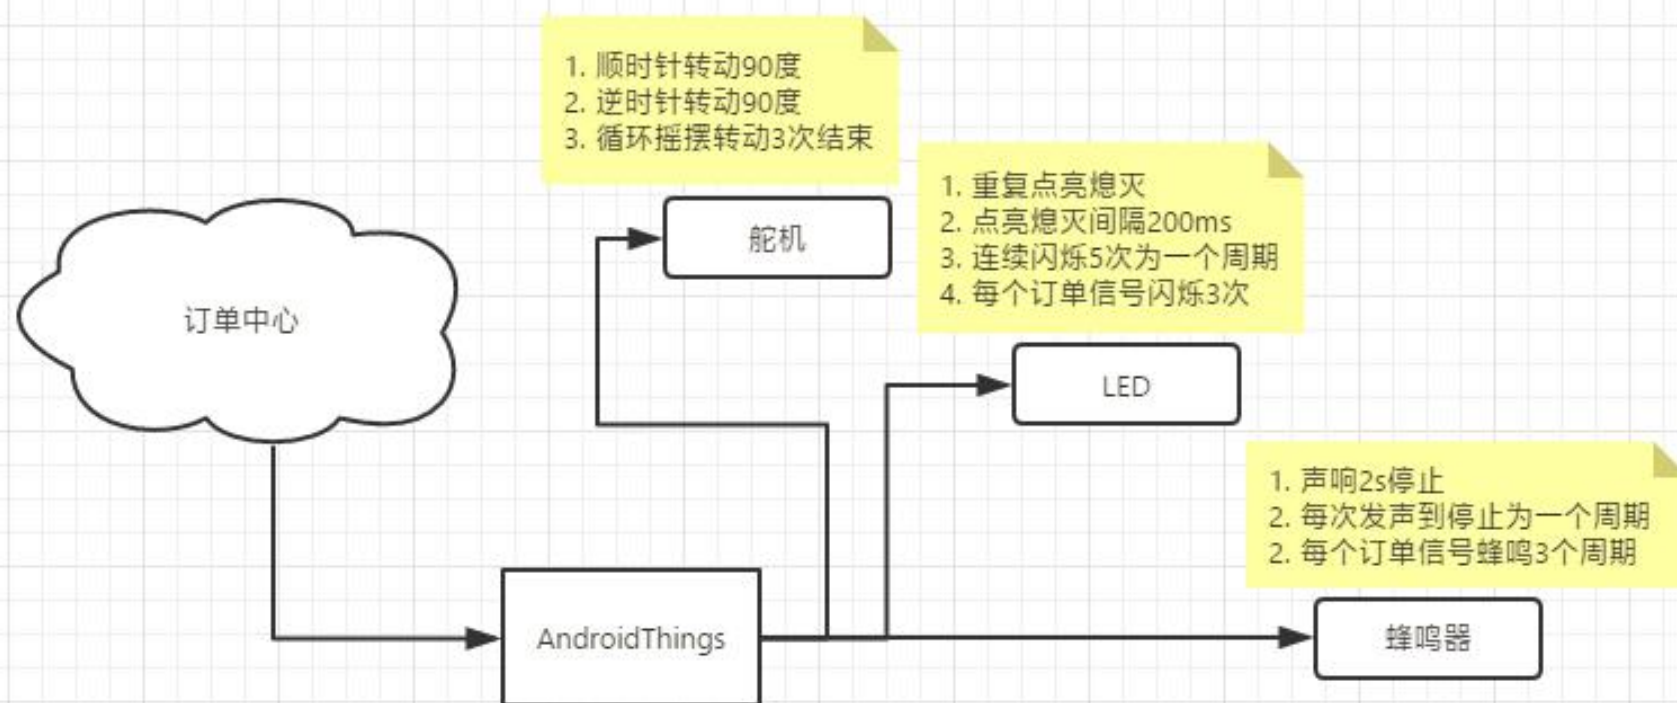 1. 顺时针转动90度
2. 逆时针转动90度
3. 循环摇摆转动3次结束
1. 重复点亮熄灭
2. 点亮熄灭间隔200ms
3. 连续闪烁5次为一个周期
4. 每个订单信号闪烁3次
舵机
订单中心
LED
1. 声响2s停止
2. 每次发声到停止为一个周期
2. 每个订单信号蜂鸣3个周期
AndroidThings
蜂鸣器